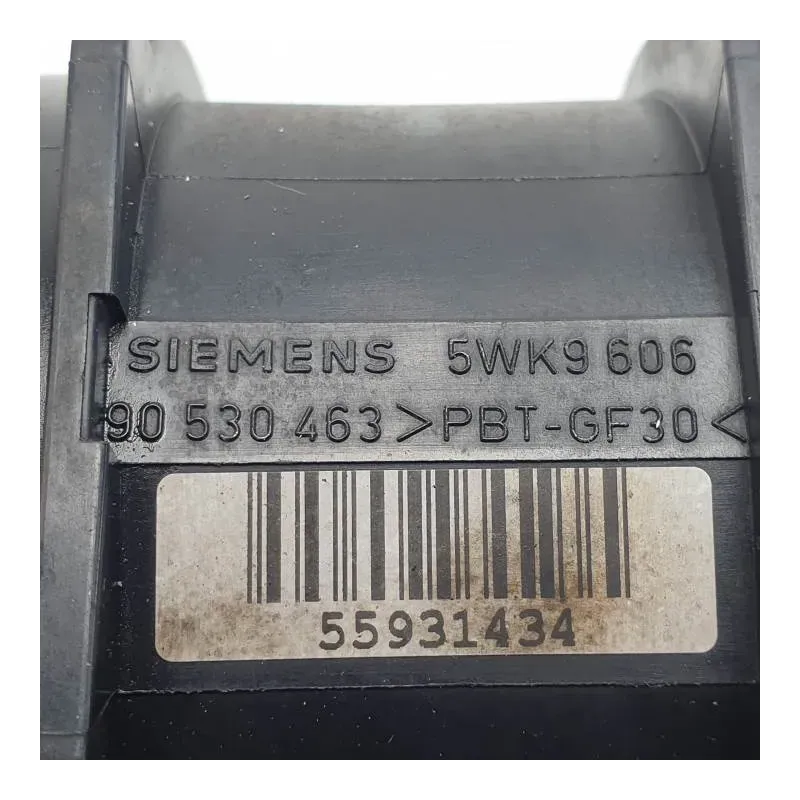 SIEMENS 5WK9 606
90 530 463 >PBT-GF30<
55931434